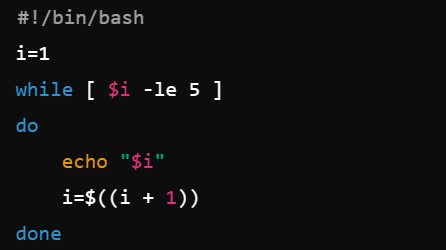 #!/bin/bash
i=1
while [ $i -le 5 ]
do
    echo "$i"
    i=$((i + 1))
done